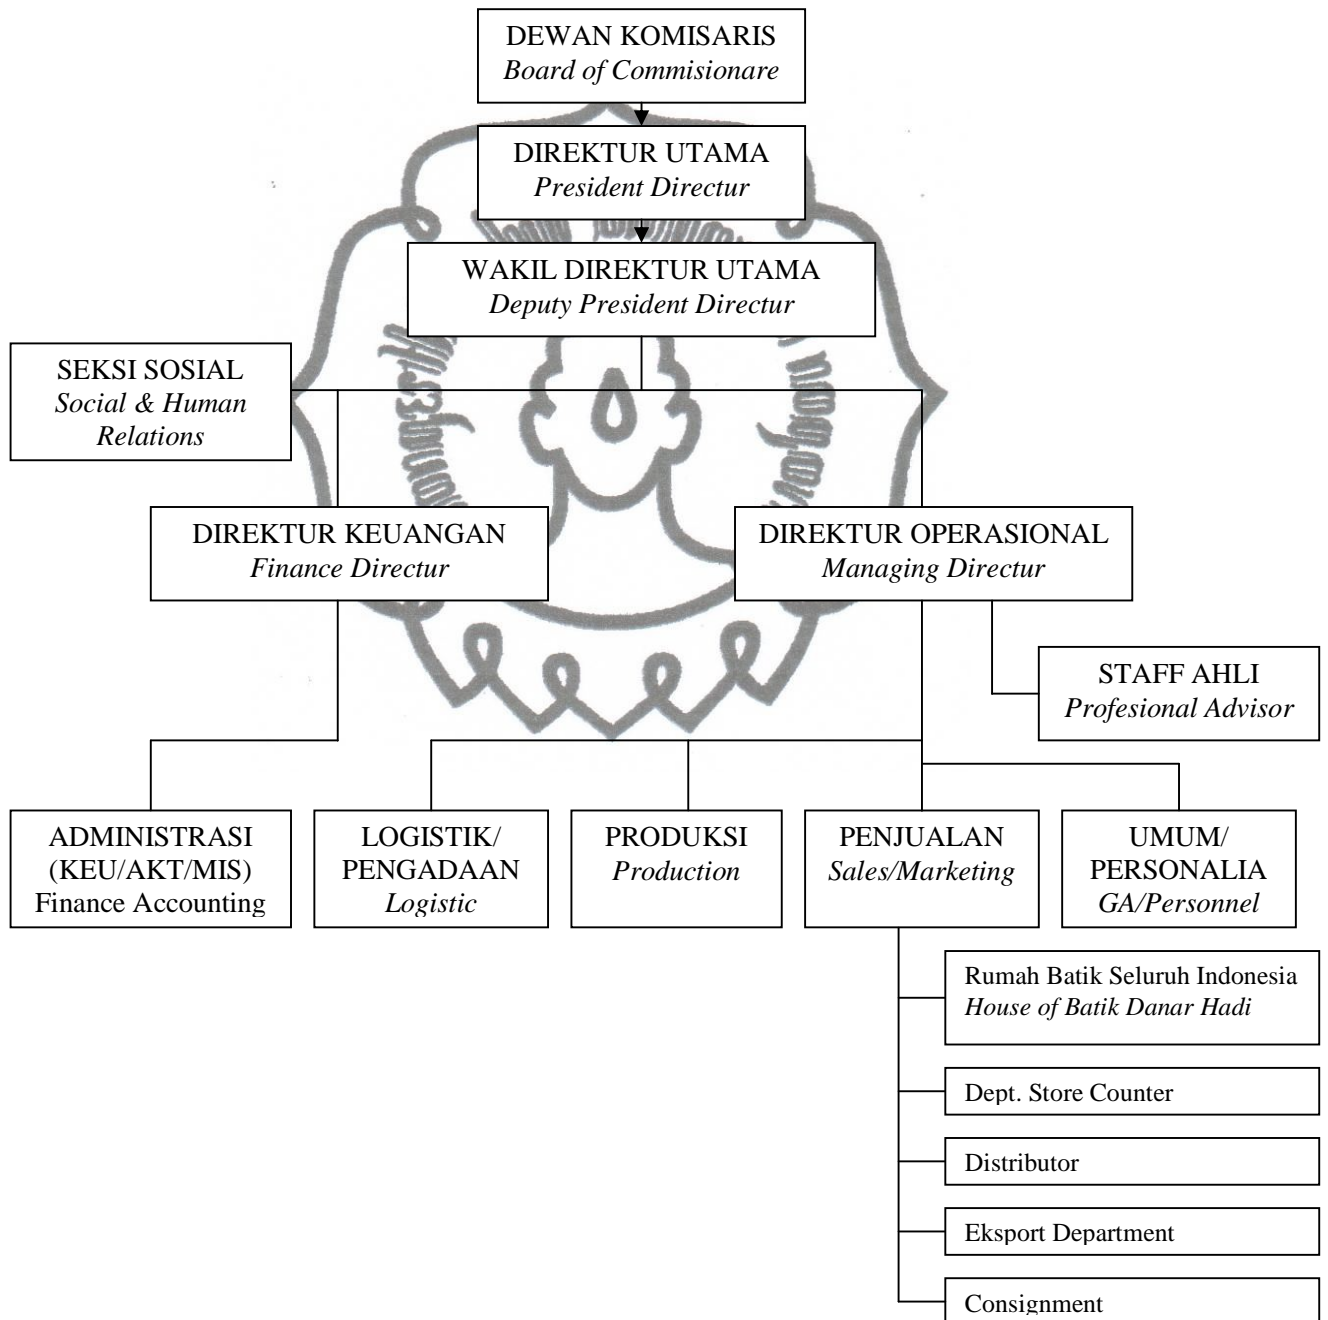 DEWAN KOMISARIS
Board of Commisionare
DIREKTUR UTAMA
President Directur
WAKIL DIREKTUR UTAMA
Deputy President Directur
SEKSI SOSIAL
Social & Human
Relations
DIREKTUR KEUANGAN
Finance Directur
DIREKTUR OPERASIONAL
Managing Directur
STAFF AHLI
Profesional Advisor
ADMINISTRASI
(KEU/AKT/MIS)
Finance Accounting
LOGISTIK/
PENGADAAN
Logistic
PRODUKSI
Production
PENJUALAN
Sales/Marketing
UMUM/
PERSONALIA
GA/Personnel
Rumah Batik Seluruh Indonesia
House of Batik Danar Hadi
Dept. Store Counter
Distributor
Eksport Department
Consignment